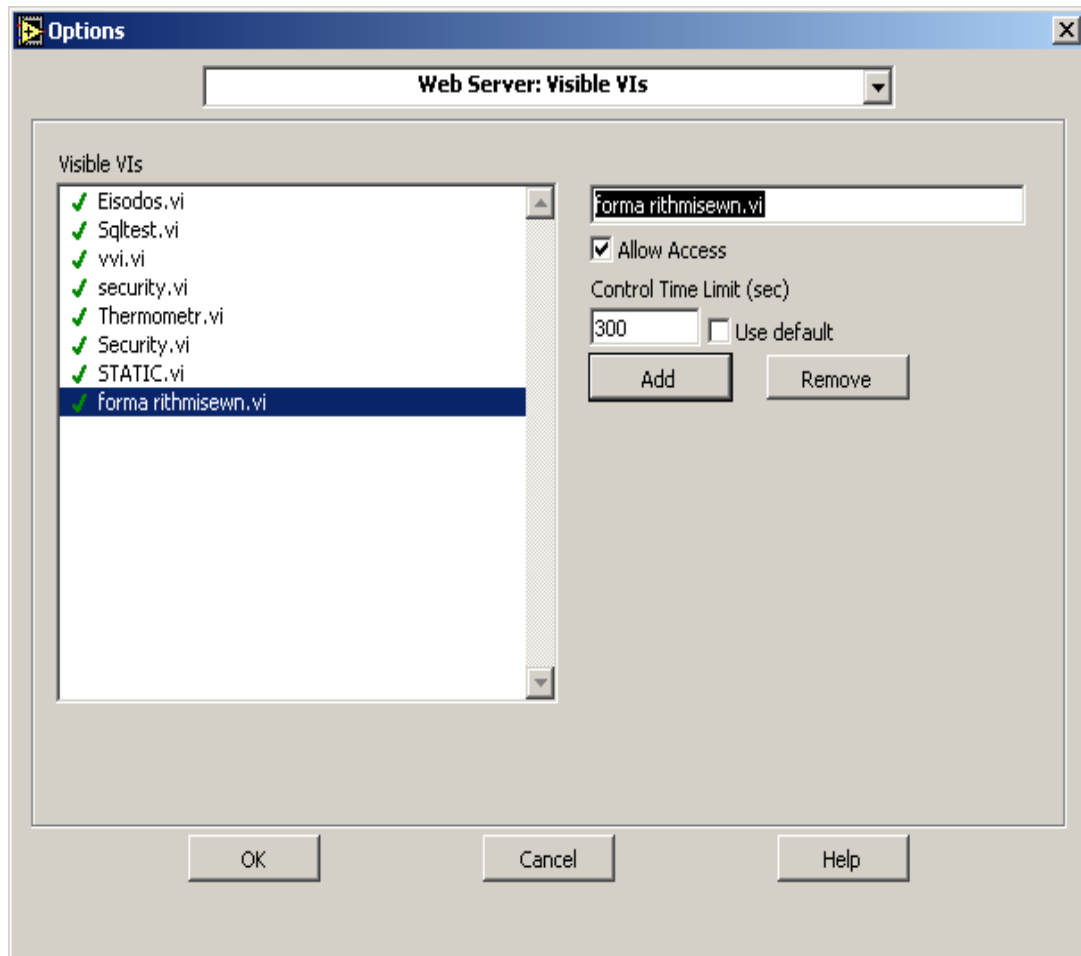 Options
Web Server: Visible VIs
Visible VIs
Eisodos.vi
Sqltest.vi
vvi.vi
security.vi
Thermometr.vi
Security.vi
STATIC.vi
forma rithmisewn.vi
forma rithmisewn.vi
Allow Access
Control Time Limit (sec)
300 Use default
Add Remove
OK Cancel Help